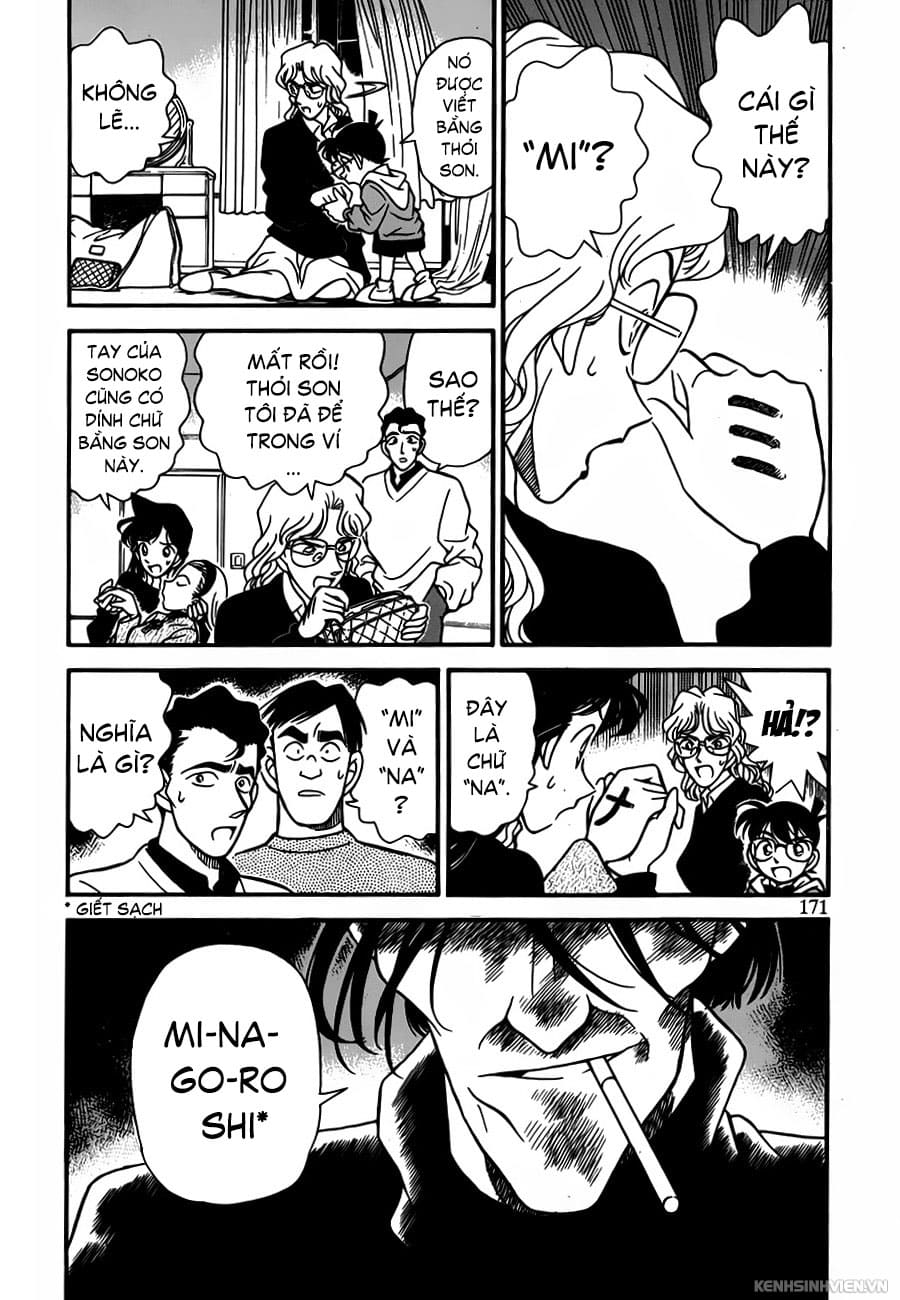 CÁI GÌ
THẾ
NÀY?
"MI"?
NÓ
ĐƯỢC
VIẾT
BẰNG
THỎI
SON.
KHÔNG
LẼ...
ミ
SAO
THẾ?
MẤT RỒI!
THỎI SON
TÔI ĐÃ ĐỂ
TRONG VÍ
...
TAY CỦA
SONOKO
CŨNG CÓ
DÍNH CHỮ
BẰNG SON
NÀY.
HẢ!?
ĐÂY
LÀ
CHỮ
"NA".
ナ
"MI"
VÀ
"NA"
?
NGHĨA
LÀ GÌ?
* GIẾT SẠCH
171
MI-NA-
GO-RO
SHI*
KENHSINHVIEN.VN